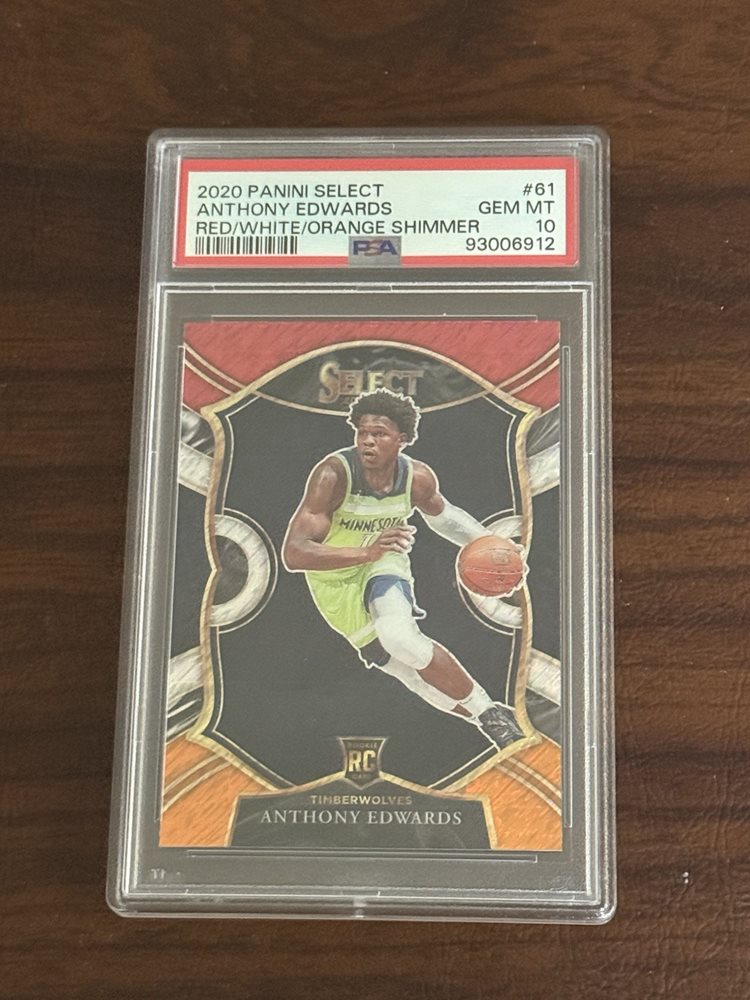 2020 PANINI SELECT #61
ANTHONY EDWARDS GEM MT
RED/WHITE/ORANGE SHIMMER 10
PSA 93006912
SELECT
MINNESOTA
ROOKIE
RC
CARD
TIMBERWOLVES
ANTHONY EDWARDS